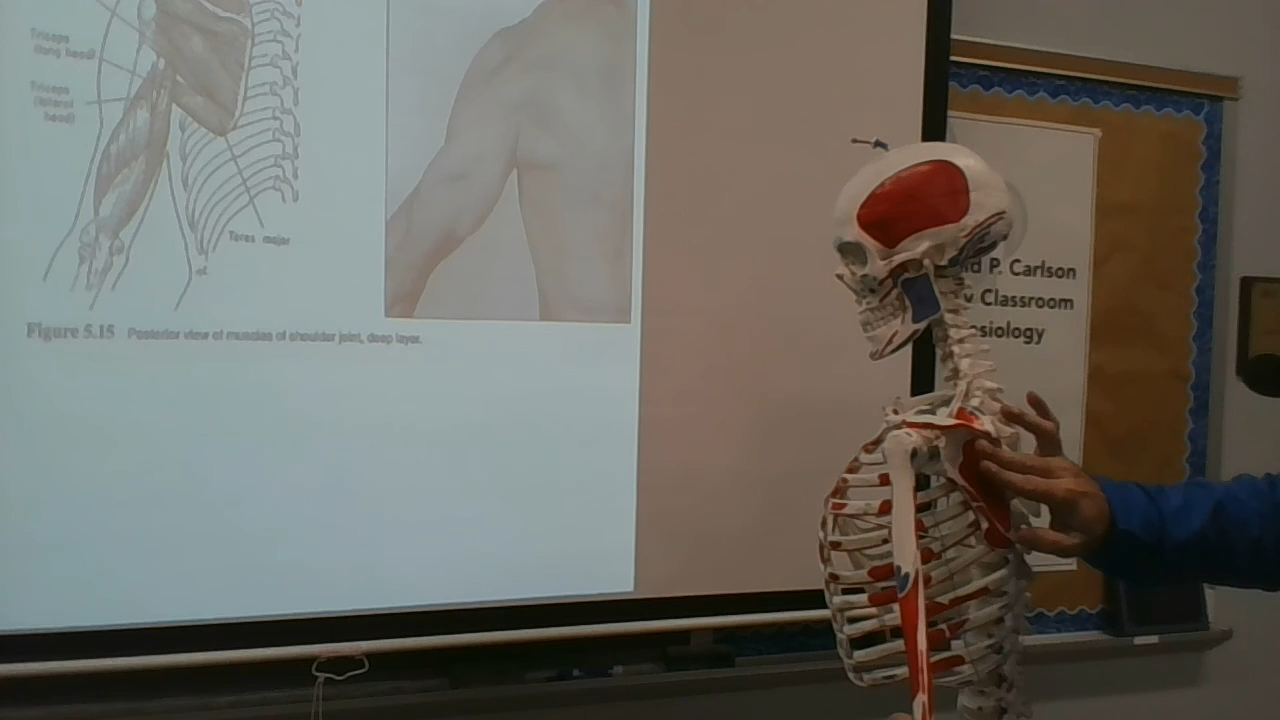 Triceps
(long head)
Triceps
(lateral
head)
Teres major
Figure 5.15 Posterior view of muscles of shoulder joint, deep layer.
d P. Carlson
Classroom
esiology